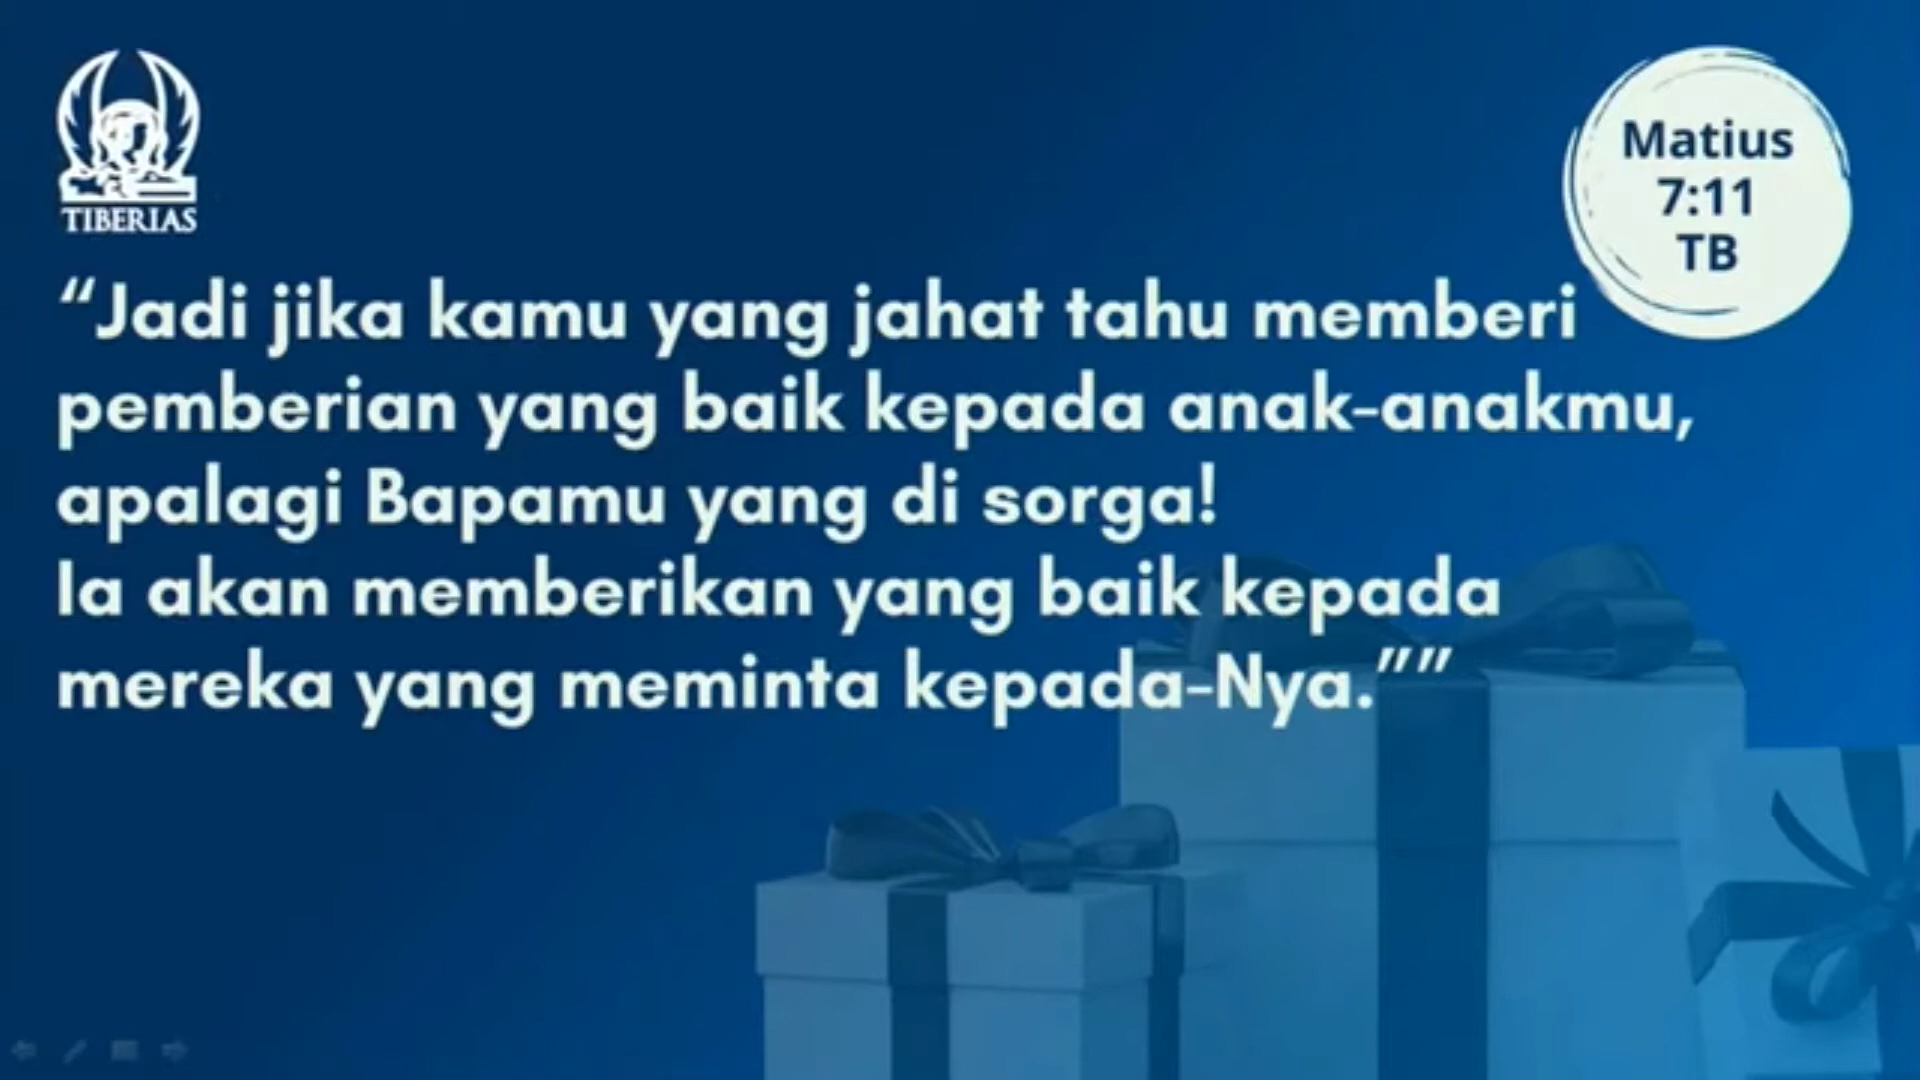 TIBERIAS
Matius
7:11
TB
“Jadi jika kamu yang jahat tahu memberi
pemberian yang baik kepada anak-anakmu,
apalagi Bapamu yang di sorga!
Ia akan memberikan yang baik kepada
mereka yang meminta kepada-Nya.””